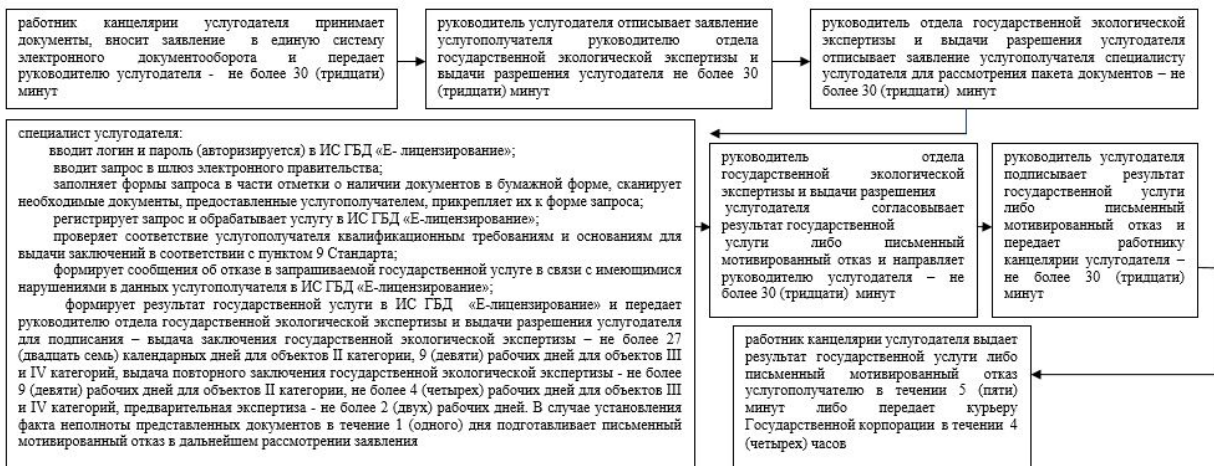 работник канцелярии услугодателя принимает
документы, вносит заявление в единую систему
электронного документооборота и передает
руководителю услугодателя - не более 30 (тридцати)
минут
руководитель услугодателя отписывает заявление
услугополучателя руководителю отдела
государственной экологической экспертизы и
выдачи разрешения услугодателя не более 30
(тридцати) минут
руководитель отдела государственной экологической
экспертизы и выдачи разрешения услугодателя
отписывает заявление услугополучателя специалисту
услугодателя для рассмотрения пакета документов – не
более 30 (тридцати) минут
специалист услугодателя:
вводит логин и пароль (авторизируется) в ИС ГБД «Е- лицензирование»;
вводит запрос в шлюз электронного правительства;
заполняет формы запроса в части отметки о наличии документов в бумажной форме, сканирует
необходимые документы, предоставленные услугополучателем, прикрепляет их к форме запроса;
регистрирует запрос и обрабатывает услугу в ИС ГБД «Е-лицензирование»;
проверяет соответствие услугополучателя квалификационным требованиям и основаниям для
выдачи заключений в соответствии с пунктом 9 Стандарта;
формирует сообщения об отказе в запрашиваемой государственной услуге в связи с имеющимися
нарушениями в данных услугополучателя в ИС ГБД «Е-лицензирование»;
формирует результат государственной услуги в ИС ГБД «Е-лицензирование» и передает
руководителю отдела государственной экологической экспертизы и выдачи разрешения услугодателя
для подписания – выдача заключения государственной экологической экспертизы – не более 27
(двадцать семь) календарных дней для объектов II категории, 9 (девяти) рабочих дней для объектов III
и IV категорий, выдача повторного заключения государственной экологической экспертизы - не более
9 (девяти) рабочих дней для объектов II категории, не более 4 (четырех) рабочих дней для объектов III
и IV категорий, предварительная экспертиза - не более 2 (двух) рабочих дней. В случае установления
факта неполноты представленных документов в течение 1 (одного) дня подготавливает письменный
мотивированный отказ в дальнейшем рассмотрении заявления
руководитель отдела
государственной экологической
экспертизы и выдачи разрешения
услугодателя согласовывает
результат государственной
услуги либо письменный
мотивированный отказ и направляет
руководителю услугодателя – не
более 30 (тридцати) минут
руководитель услугодателя
подписывает результат
государственной услуги
либо письменный
мотивированный отказ и
передает работнику
канцелярии услугодателя –
не более 30 (тридцати)
минут
работник канцелярии услугодателя выдает
результат государственной услуги либо
письменный мотивированный отказ
услугополучателю в течении 5 (пяти)
минут либо передает курьеру
Государственной корпорации в течении 4
(четырех) часов